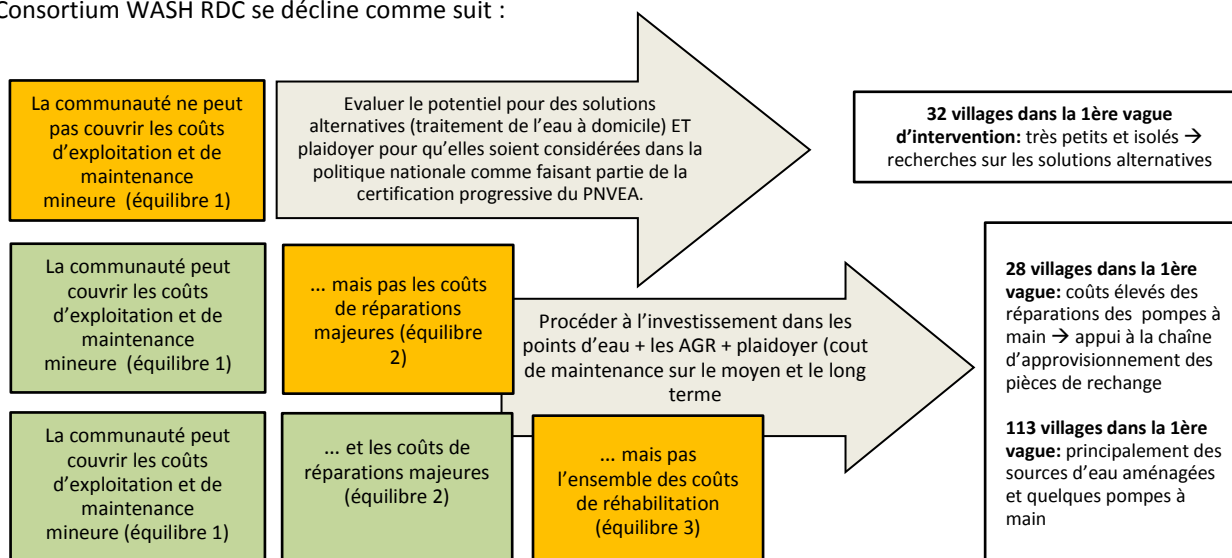 Consortium WASH RDC se décline comme suit :
La communauté ne peut
pas couvrir les coûts
d'exploitation et de
maintenance
mineure (équilibre 1)
Evaluer le potentiel pour des solutions
alternatives (traitement de l'eau à domicile) ET
plaidoyer pour qu'elles soient considérées dans la
politique nationale comme faisant partie de la
certification progressive du PNVEA.
32 villages dans la 1ère vague
d'intervention: très petits et isolés →
recherches sur les solutions alternatives
La communauté peut
couvrir les coûts
d'exploitation et de
maintenance
mineure (équilibre 1)
... mais pas les coûts
de réparations
majeures (équilibre
2)
Procéder à l'investissement dans les
points d'eau + les AGR + plaidoyer (cout
de maintenance sur le moyen et le long
terme
28 villages dans la 1ère
vague: coûts élevés des
réparations des pompes à
main → appui à la chaîne
d'approvisionnement des
pièces de rechange
113 villages dans la 1ère
vague: principalement des
sources d'eau aménagées
et quelques pompes à
main
La communauté peut
couvrir les coûts
d'exploitation et de
maintenance
mineure (équilibre 1)
... et les coûts de
réparations majeures
(équilibre 2)
... mais pas
l'ensemble des coûts
de réhabilitation
(équilibre 3)